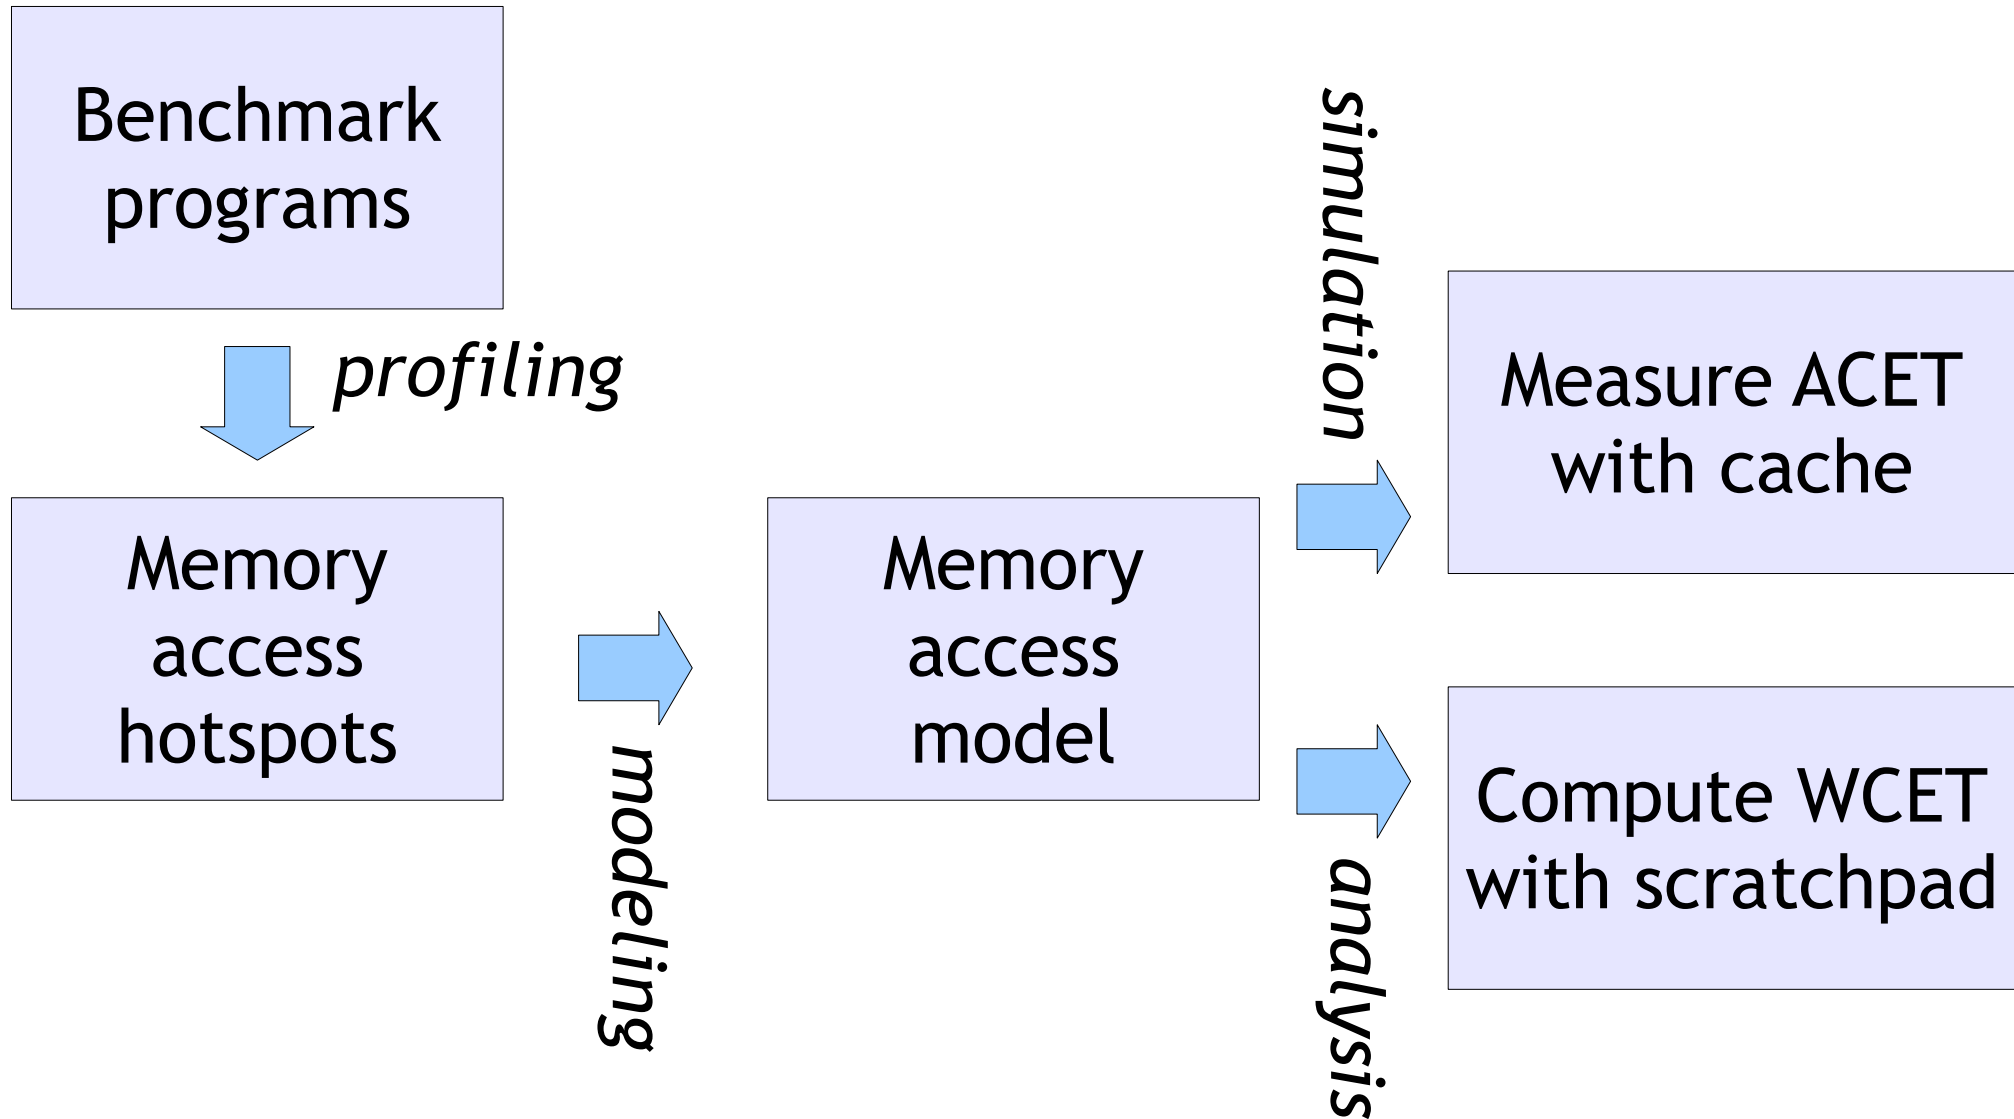 Benchmark
programs
profiling
Memory
access
hotspots
modeling
Memory
access
model
simulation
Measure ACET
with cache
analysis
Compute WCET
with scratchpad